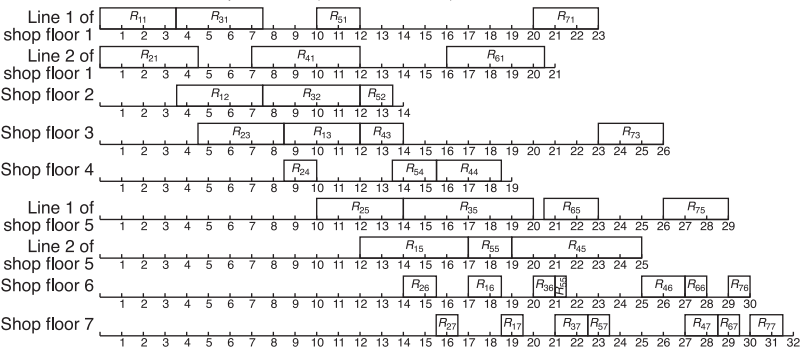 Line 1 of R11 R31 R51 R71
shop floor 1 1 2 3 4 5 6 7 8 9 10 11 12 13 14 15 16 17 18 19 20 21 22 23
Line 2 of R21 R41 R61
shop floor 1 1 2 3 4 5 6 7 8 9 10 11 12 13 14 15 16 17 18 19 20 21
Shop floor 2 R12 R32 R52
1 2 3 4 5 6 7 8 9 10 11 12 13 14
Shop floor 3 R23 R13 R43 R73
1 2 3 4 5 6 7 8 9 10 11 12 13 14 15 16 17 18 19 20 21 22 23 24 25 26
Shop floor 4 R24 R54 R44
1 2 3 4 5 6 7 8 9 10 11 12 13 14 15 16 17 18 19
Line 1 of R25 R35 R65 R75
shop floor 5 1 2 3 4 5 6 7 8 9 10 11 12 13 14 15 16 17 18 19 20 21 22 23 24 25 26 27 28 29
Line 2 of R15 R55 R45
shop floor 5 1 2 3 4 5 6 7 8 9 10 11 12 13 14 15 16 17 18 19 20 21 22 23 24 25
Shop floor 6 R26 R16 R36 R46 R66 R76
1 2 3 4 5 6 7 8 9 10 11 12 13 14 15 16 17 18 19 20 21 22 23 24 25 26 27 28 29 30
Shop floor 7 R27 R17 R37 R57 R47 R67 R77
1 2 3 4 5 6 7 8 9 10 11 12 13 14 15 16 17 18 19 20 21 22 23 24 25 26 27 28 29 30 31 32